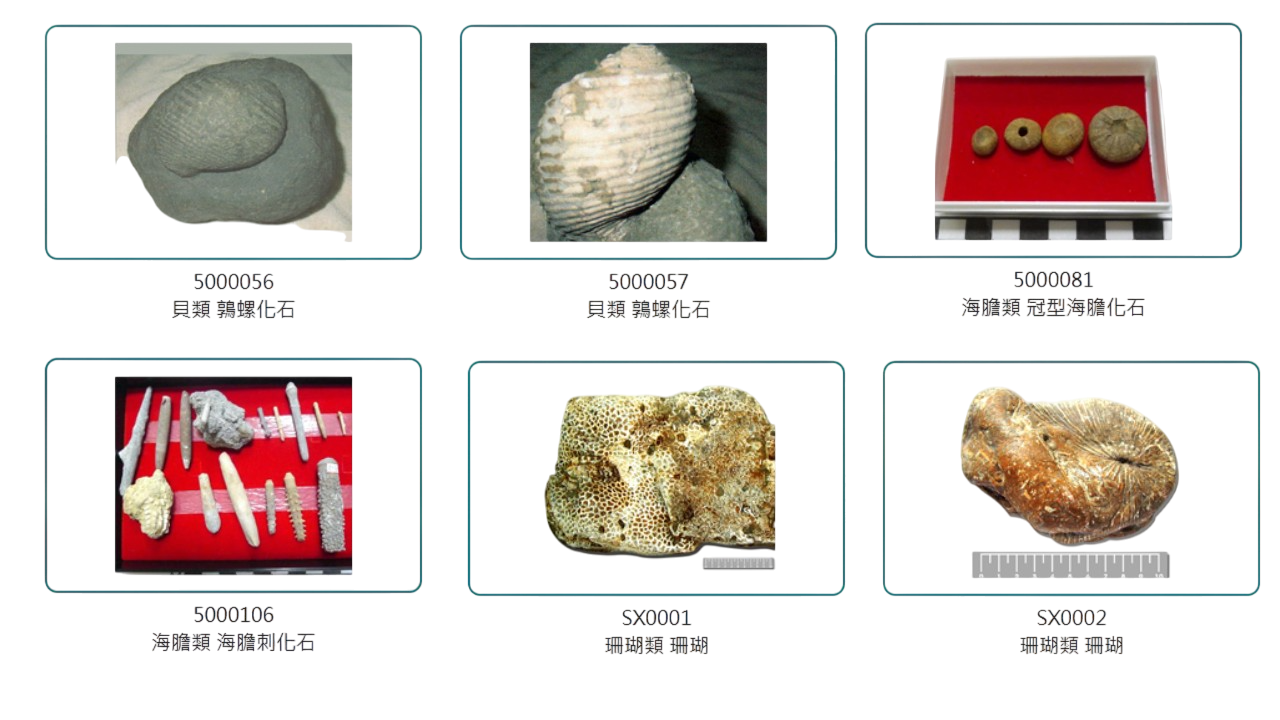 5000056
貝類 鶉螺化石
5000057
貝類 鶉螺化石
5000081
海膽類 冠型海膽化石
5000106
海膽類 海膽刺化石
SX0001
珊瑚類 珊瑚
SX0002
珊瑚類 珊瑚